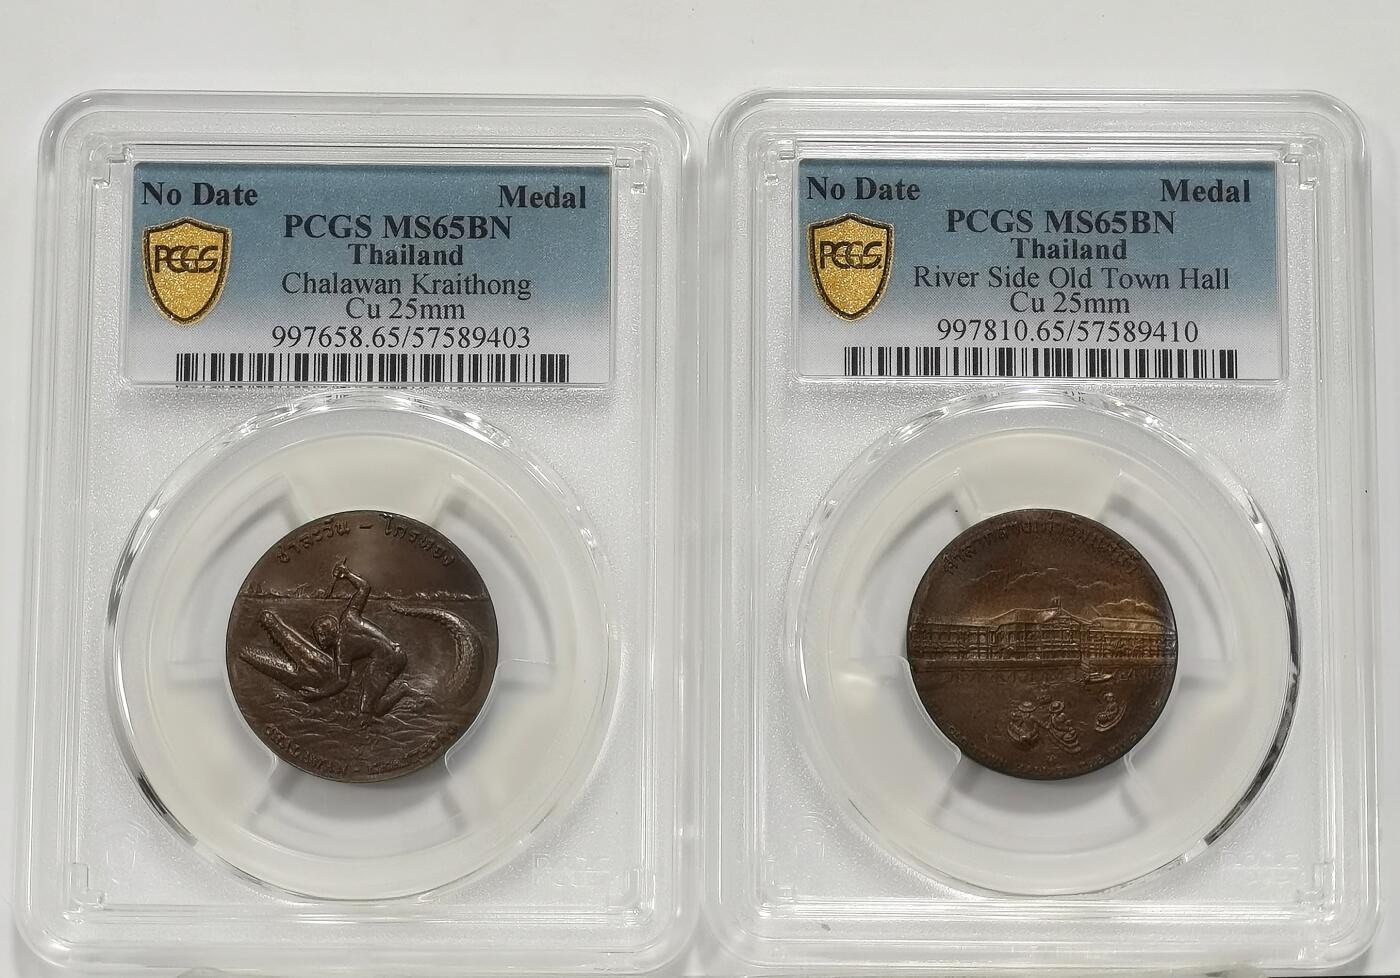 No Date Medal
PCGS MS65BN
Thailand
Chalawan Kraithong
Cu 25mm
997658.65/57589403
PCGS
ชาละวัน - ไกรทอง
No Date Medal
PCGS MS65BN
Thailand
River Side Old Town Hall
Cu 25mm
997810.65/57589410
PCGS